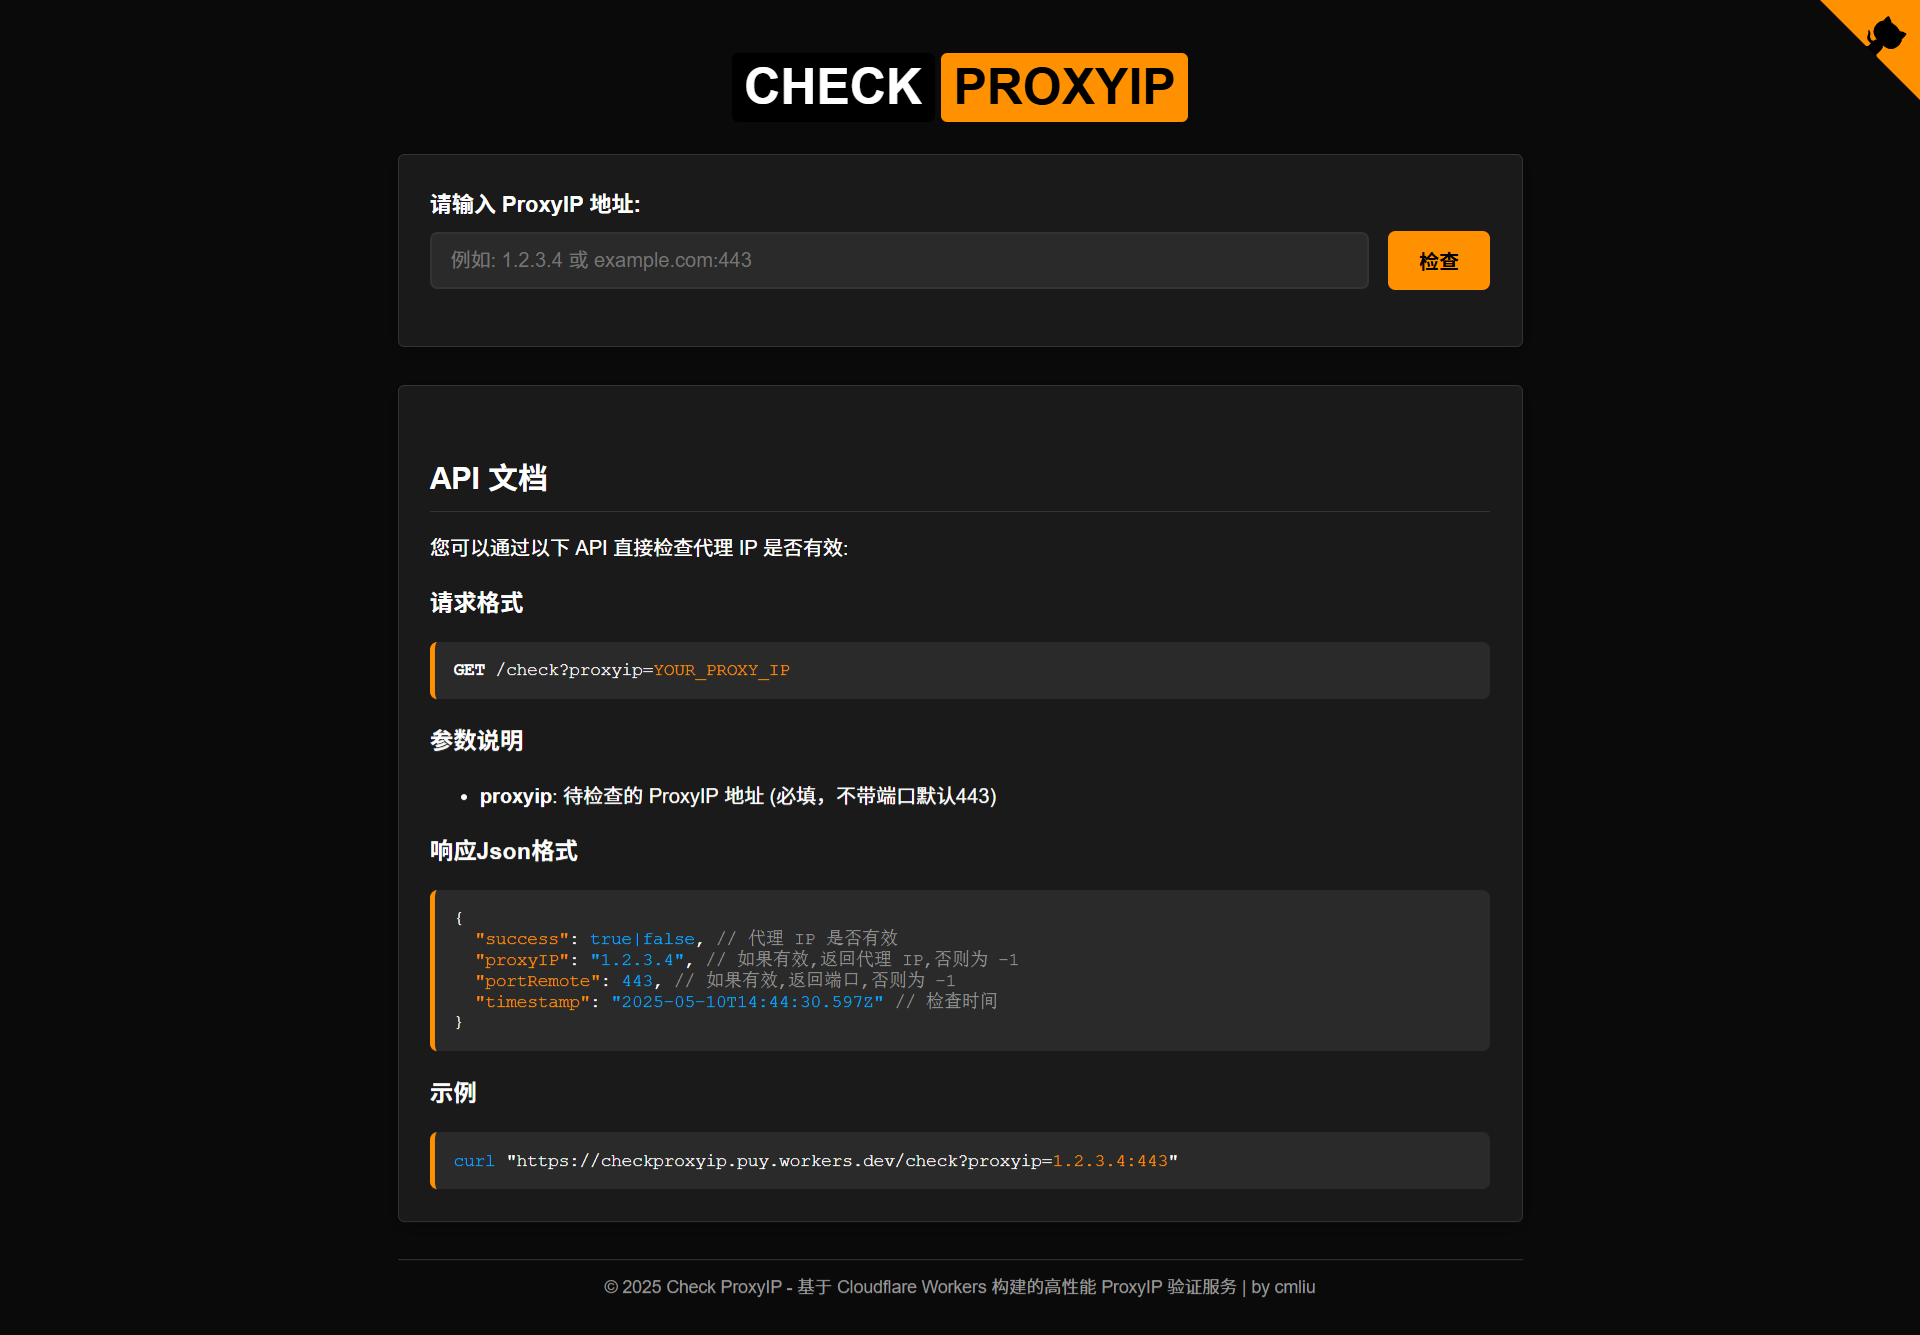 CHECK PROXYIP
请输入 ProxyIP 地址:
例如: 1.2.3.4 或 example.com:443
检查
API 文档
您可以通过以下 API 直接检查代理 IP 是否有效:
请求格式
GET /check?proxyip=YOUR_PROXY_IP
参数说明
• proxyip: 待检查的 ProxyIP 地址 (必填，不带端口默认443)
响应Json格式
{
  "success": true|false, // 代理 IP 是否有效
  "proxyIP": "1.2.3.4", // 如果有效,返回代理 IP,否则为 -1
  "portRemote": 443, // 如果有效,返回端口,否则为 -1
  "timestamp": "2025-05-10T14:44:30.597Z" // 检查时间
}
示例
curl "https://checkproxyip.puy.workers.dev/check?proxyip=1.2.3.4:443"
© 2025 Check ProxyIP - 基于 Cloudflare Workers 构建的高性能 ProxyIP 验证服务 | by cmliu